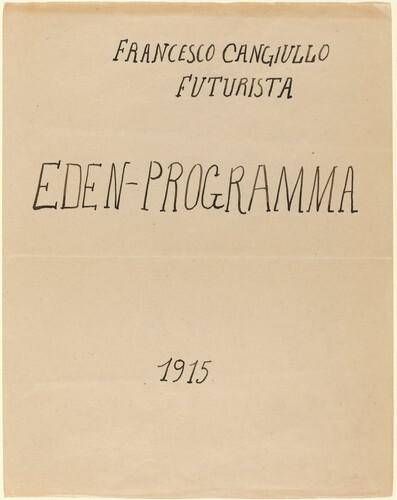 FRANCESCO CANGIULLO
FUTURISTA
EDEN-PROGRAMMA
1915